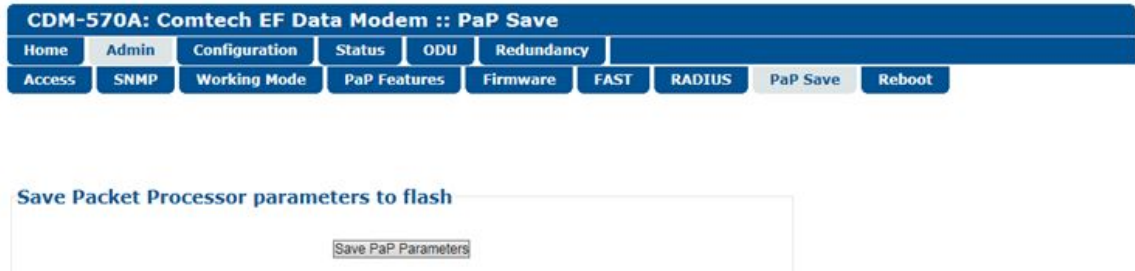 CDM-570A: Comtech EF Data Modem :: PaP Save
Home Admin Configuration Status ODU Redundancy
Access SNMP Working Mode PaP Features Firmware FAST RADIUS PaP Save Reboot
Save Packet Processor parameters to flash
Save PaP Parameters